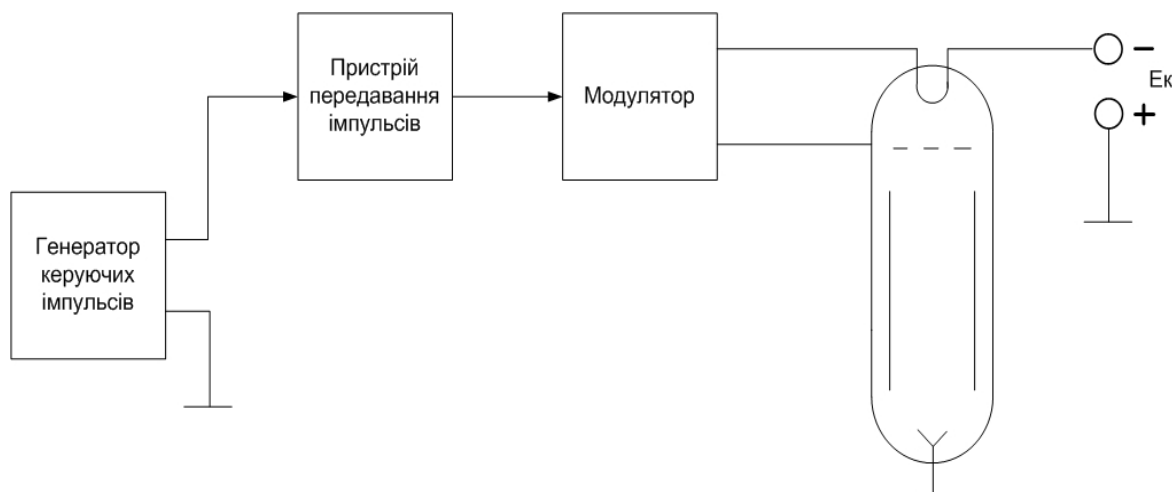 Пристрій
передавання
імпульсів
Модулятор
−
Ек
+
Генератор
керуючих
імпульсів